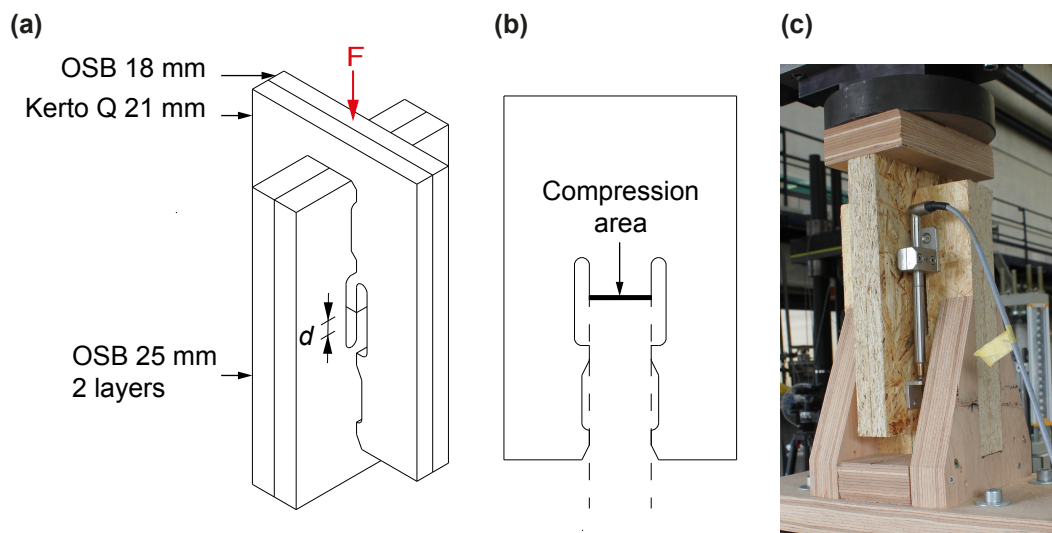 (a)
(b)
(c)
F
OSB 18 mm
Kerto Q 21 mm
Compression
area
d
OSB 25 mm
2 layers